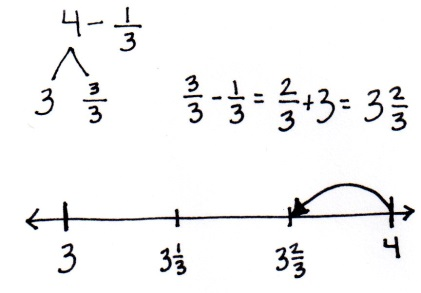 4 - 1/3
3 3/3
3/3 - 1/3 = 2/3 + 3 = 3 2/3
3 3 1/3 3 2/3 4